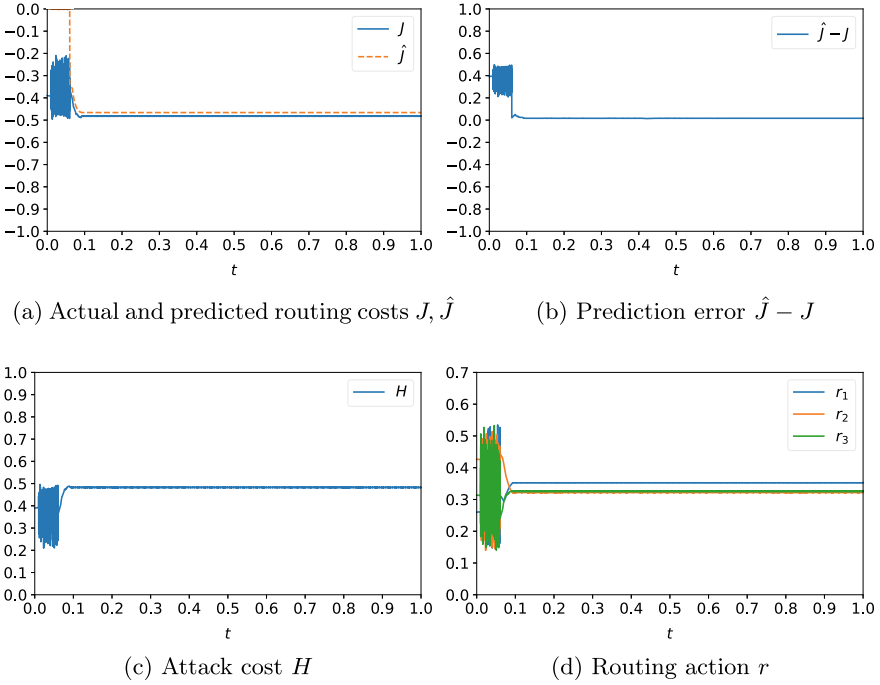 0.0
−0.1
−0.2
−0.3
−0.4
−0.5
−0.6
−0.7
−0.8
−0.9
−1.0
0.0 0.1 0.2 0.3 0.4 0.5 0.6 0.7 0.8 0.9 1.0
t
J
Ĵ
1.0
0.8
0.6
0.4
0.2
0.0
−0.2
−0.4
−0.6
−0.8
−1.0
0.0 0.1 0.2 0.3 0.4 0.5 0.6 0.7 0.8 0.9 1.0
t
Ĵ − J
(a) Actual and predicted routing costs J, Ĵ
(b) Prediction error Ĵ − J
1.0
0.9
0.8
0.7
0.6
0.5
0.4
0.3
0.2
0.1
0.0
0.0 0.1 0.2 0.3 0.4 0.5 0.6 0.7 0.8 0.9 1.0
t
H
0.7
0.6
0.5
0.4
0.3
0.2
0.1
0.0
0.0 0.1 0.2 0.3 0.4 0.5 0.6 0.7 0.8 0.9 1.0
t
r₁
r₂
r₃
(c) Attack cost H
(d) Routing action r